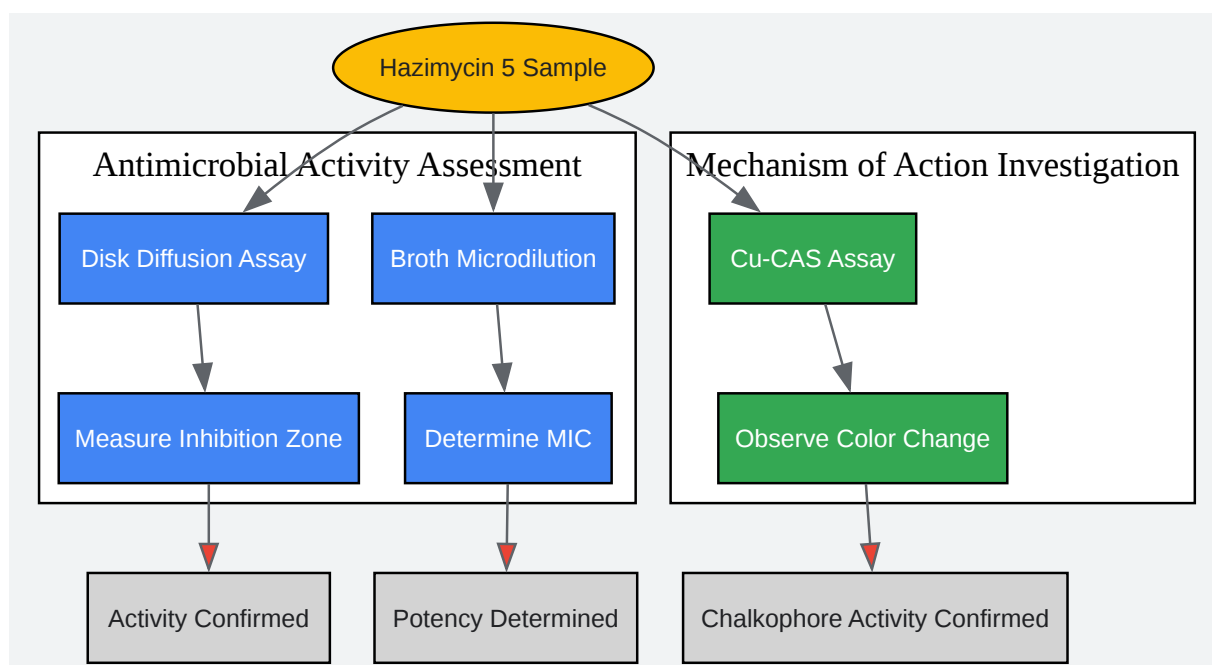 Hazimycin 5 Sample
Antimicrobial Activity Assessment
Mechanism of Action Investigation
Disk Diffusion Assay
Broth Microdilution
Cu-CAS Assay
Measure Inhibition Zone
Determine MIC
Observe Color Change
Activity Confirmed
Potency Determined
Chalkophore Activity Confirmed